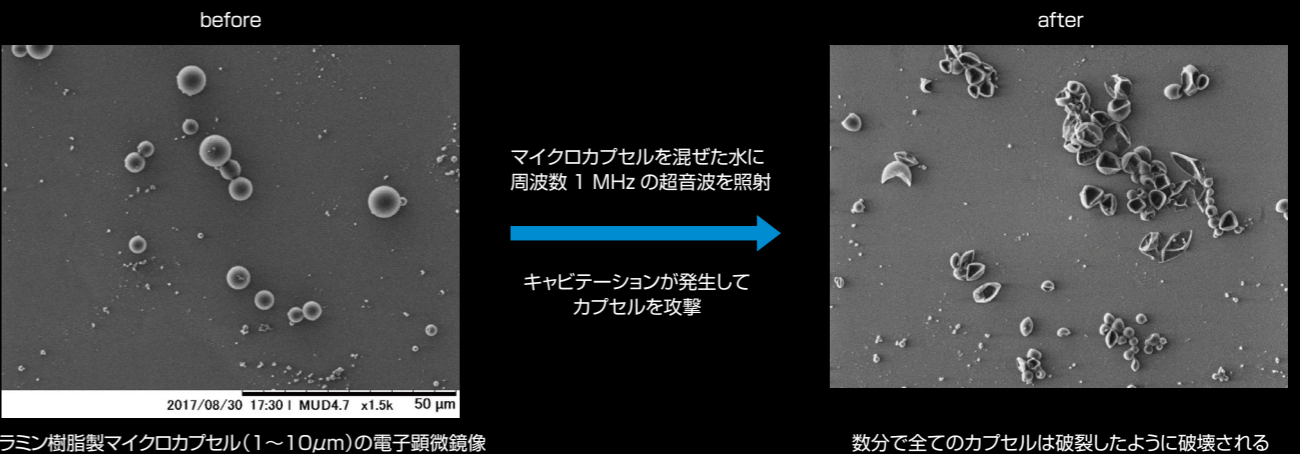 before
after
マイクロカプセルを混ぜた水に
周波数 1 MHz の超音波を照射
キャビテーションが発生して
カプセルを攻撃
2017/08/30 17:30 I MUD4.7 x1.5k 50 μm
ラミン樹脂製マイクロカプセル（1〜10μm）の電子顕微鏡像
数分で全てのカプセルは破裂したように破壊される